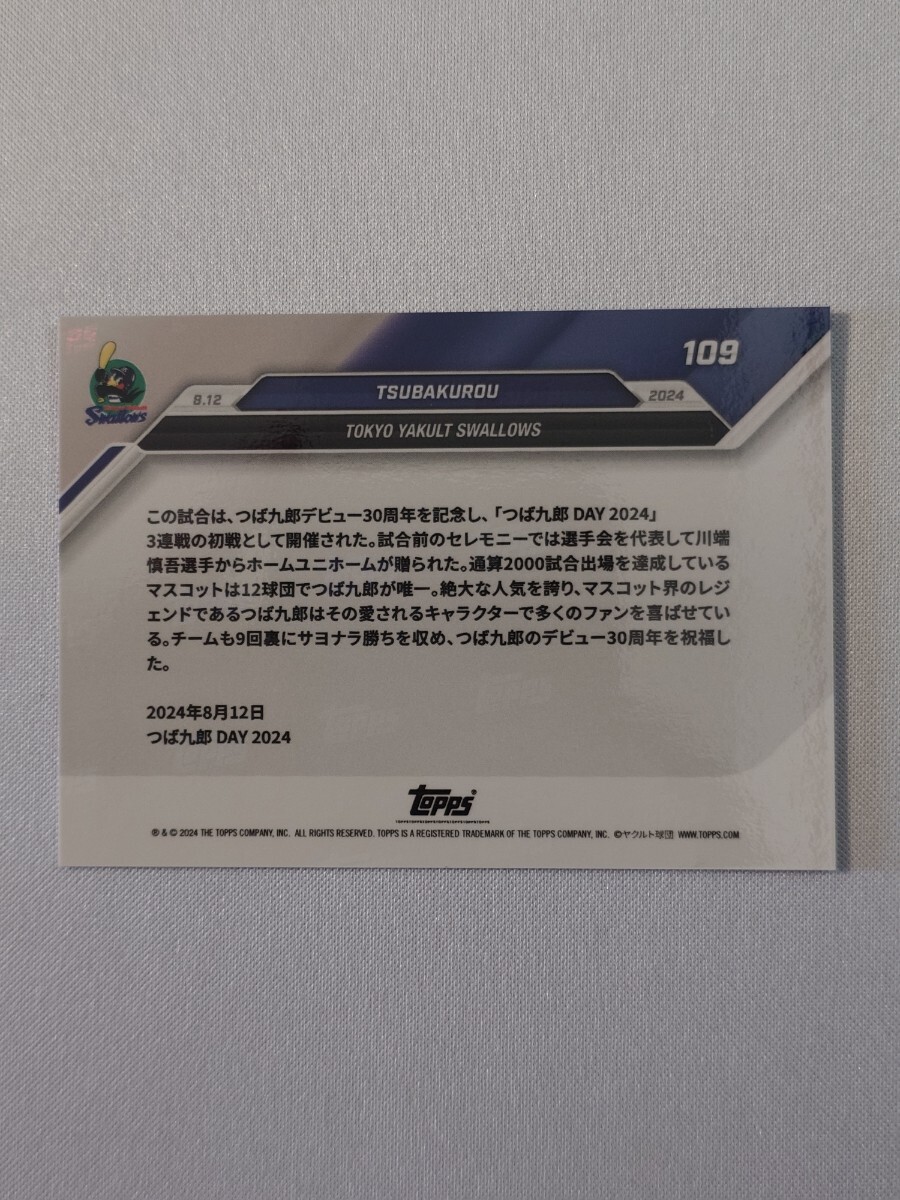 109
8.12
TSUBAKUROU
2024
Swallows
TOKYO YAKULT SWALLOWS
この試合は、つば九郎デビュー30周年を記念し、「つば九郎 DAY 2024」
3連戦の初戦として開催された。試合前のセレモニーでは選手会を代表して川端
慎吾選手からホームユニホームが贈られた。通算2000試合出場を達成している
マスコットは12球団でつば九郎が唯一。絶大な人気を誇り、マスコット界のレジ
ェンドであるつば九郎はその愛されるキャラクターで多くのファンを喜ばせてい
る。チームも9回裏にサヨナラ勝ちを収め、つば九郎のデビュー30周年を祝福し
た。
2024年8月12日
つば九郎 DAY 2024
topps
® & © 2024 THE TOPPS COMPANY, INC. ALL RIGHTS RESERVED. TOPPS IS A REGISTERED TRADEMARK OF THE TOPPS COMPANY, INC. ©ヤクルト球団 WWW.TOPPS.COM